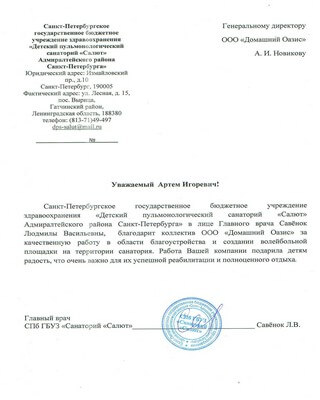 Санкт-Петербургское
государственное бюджетное
учреждение здравоохранения
«Детский пульмонологический
санаторий «Салют»
Адмиралтейского района
Санкт-Петербурга»
Юридический адрес: Измайловский
пр., д.10
Санкт-Петербург, 190005
Фактический адрес: ул. Лесная, д. 15,
пос. Вырица,
Гатчинский район,
Ленинградская область, 188380
телефон: (813-71)49-497
dps-salut@mail.ru
Генеральному директору
ООО «Домашний Оазис»
А. И. Новикову
Уважаемый Артем Игоревич!
Санкт-Петербургское государственное бюджетное учреждение
здравоохранения «Детский пульмонологический санаторий «Салют»
Адмиралтейского района Санкт-Петербурга» в лице Главного врача Савёнок
Людмилы Васильевны, благодарит коллектив ООО «Домашний Оазис» за
качественную работу в области благоустройства и создании волейбольной
площадки на территории санатория. Работа Вашей компании подарила детям
радость, что очень важно для их успешной реабилитации и полноценного отдыха.
Главный врач
СПб ГБУЗ «Санаторий «Салют» Савёнок Л.В.